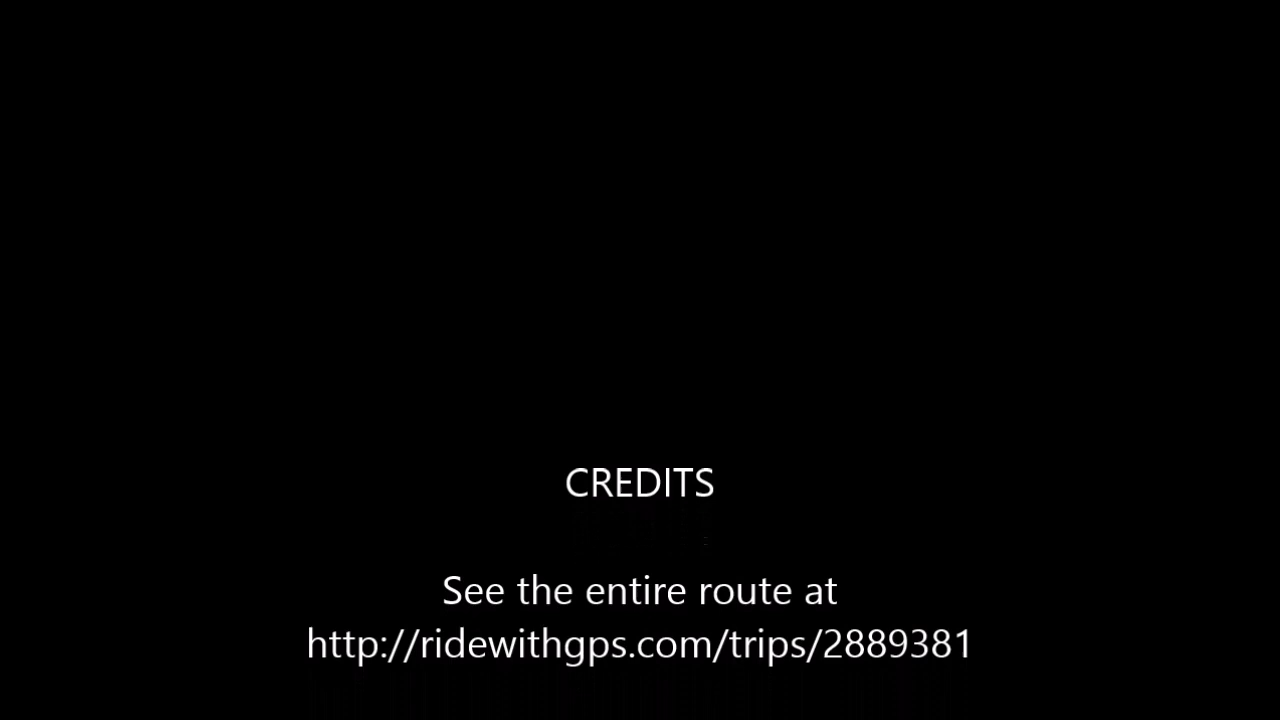 CREDITS
See the entire route at
http://ridewithgps.com/trips/2889381